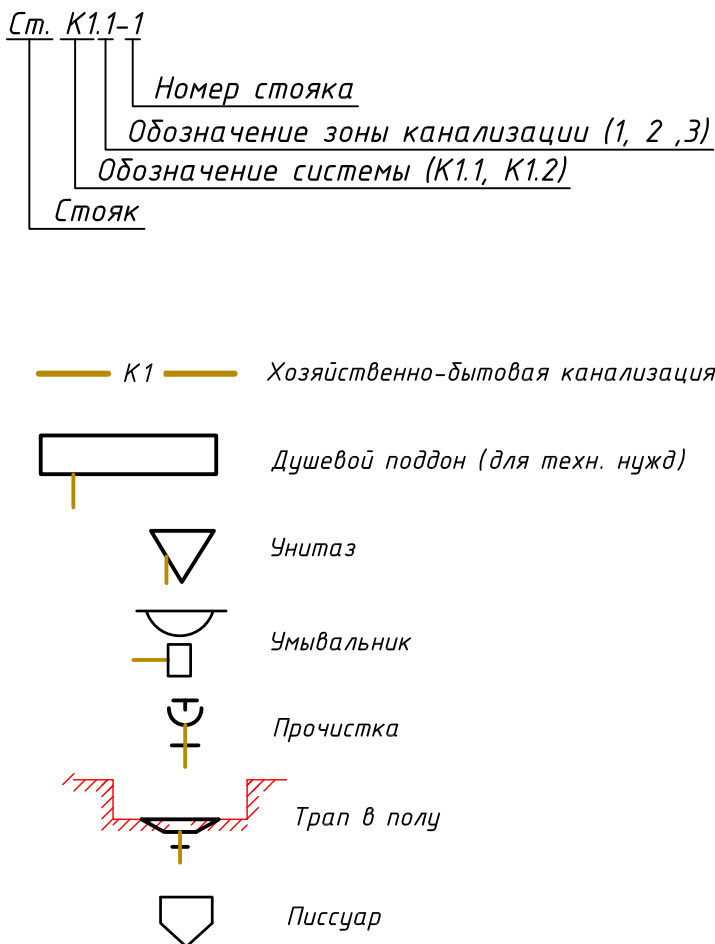 Ст. К1.1-1
Номер стояка
Обозначение зоны канализации (1, 2 ,3)
Обозначение системы (К1.1, К1.2)
Стояк
К1 Хозяйственно-бытовая канализация
Душевой поддон (для техн. нужд)
Унитаз
Умывальник
Прочистка
Трап в полу
Писсуар